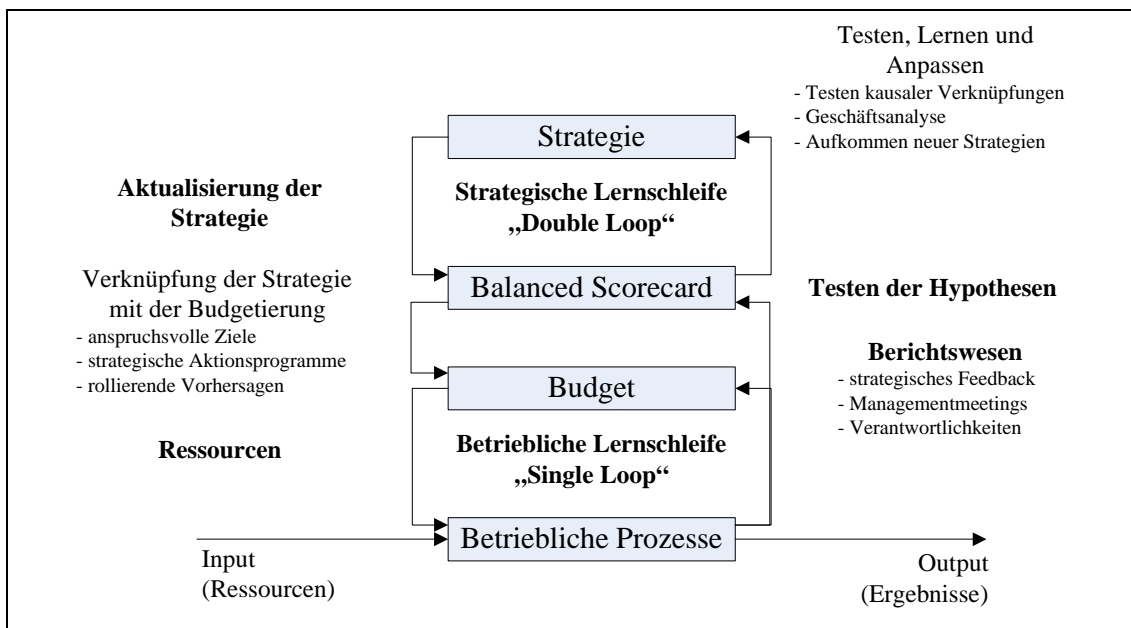 Testen, Lernen und
Anpassen
- Testen kausaler Verknüpfungen
- Geschäftsanalyse
- Aufkommen neuer Strategien
Strategie
Aktualisierung der
Strategie
Strategische Lernschleife
„Double Loop“
Verknüpfung der Strategie
mit der Budgetierung
- anspruchsvolle Ziele
- strategische Aktionsprogramme
- rollierende Vorhersagen
Balanced Scorecard
Testen der Hypothesen
Berichtswesen
- strategisches Feedback
- Managementmeetings
- Verantwortlichkeiten
Budget
Ressourcen
Betriebliche Lernschleife
„Single Loop“
Betriebliche Prozesse
Input
(Ressourcen)
Output
(Ergebnisse)